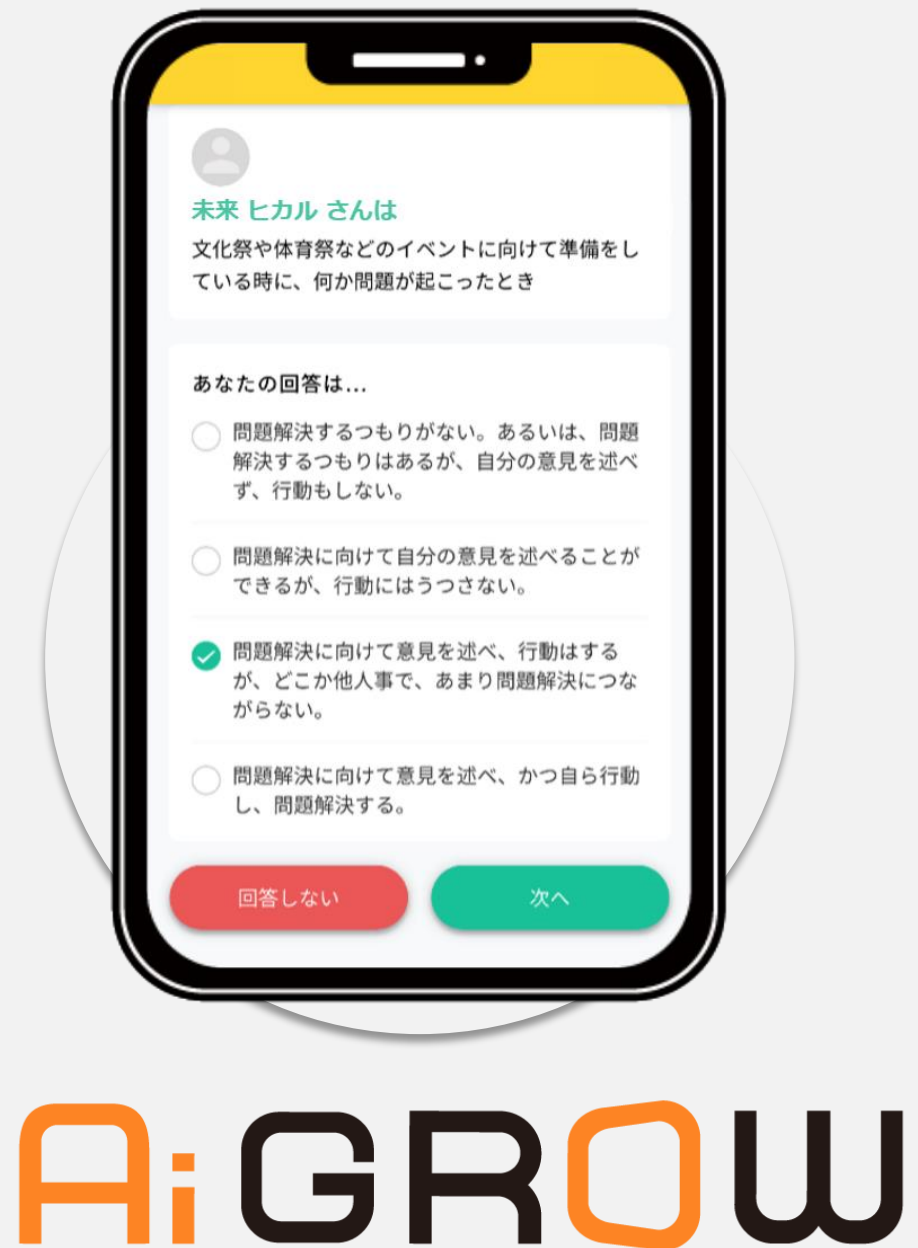 未来 ヒカル さんは
文化祭や体育祭などのイベントに向けて準備をし
ている時に、何か問題が起こったとき
あなたの回答は...
問題解決するつもりがない。あるいは、問題
解決するつもりはあるが、自分の意見を述べ
ず、行動もしない。
問題解決に向けて自分の意見を述べることが
できるが、行動にはうつさない。
問題解決に向けて意見を述べ、行動はする
が、どこか他人事で、あまり問題解決につな
がらない。
問題解決に向けて意見を述べ、かつ自ら行動
し、問題解決する。
回答しない
次へ
AiGROW